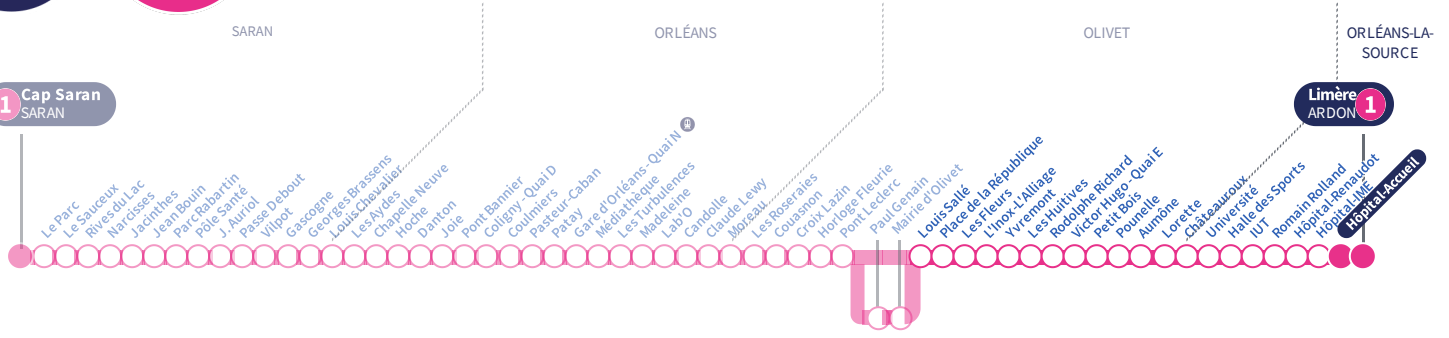 SARAN
ORLÉANS
OLIVET
ORLÉANS-LA-
SOURCE
1
Cap Saran
SARAN
Limère
ARDON
1
Le Parc
Le Sauceux
Rives du Lac
Narcisses
Jacinthes
Jean Bouin
Parc Rabartin
Pôle Santé
J. Auriol
Passe Debout
Vilpot
Gascogne
Georges Brassens
Louis Chevalier
Les Aydes
Chapelle Neuve
Hoche
Danton
Joie
Pont Bannier
Coligny - Quai D
Coulmiers
Pasteur-Caban
Patay
Gare d'Orléans - Quai N
Médiathèque
Les Turbulences
Madeleine
Lab O
Candolle
Claude Lewy
Moreau
Les Roseraies
Couasnon
Croix Lazin
Horloge Fleurie
Pont Leclerc
Paul Genain
Mairie d'Olivet
Louis Sallé
Place de la République
Les Fleurs
L'Inox - L'Alliage
Yvremont
Les Huitives
Rodolphe Richard
Victor Hugo - Quai E
Petit Bois
Pounelle
Aumône
Lorette
Châteauroux
Université
Halle des Sports
IUT
Romain Rolland
Hôpital-Renaudot
Hôpital-IME
Hôpital-Accueil